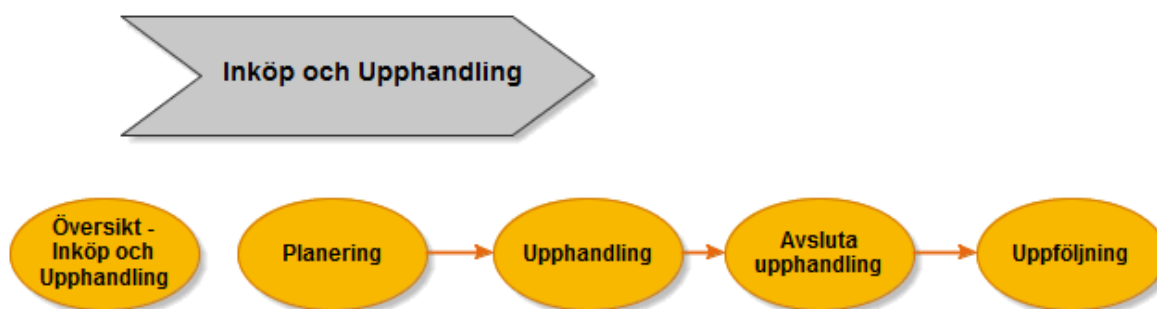 Inköp och Upphandling
Översikt -
Inköp och
Upphandling
Planering
Upphandling
Avsluta
upphandling
Uppföljning